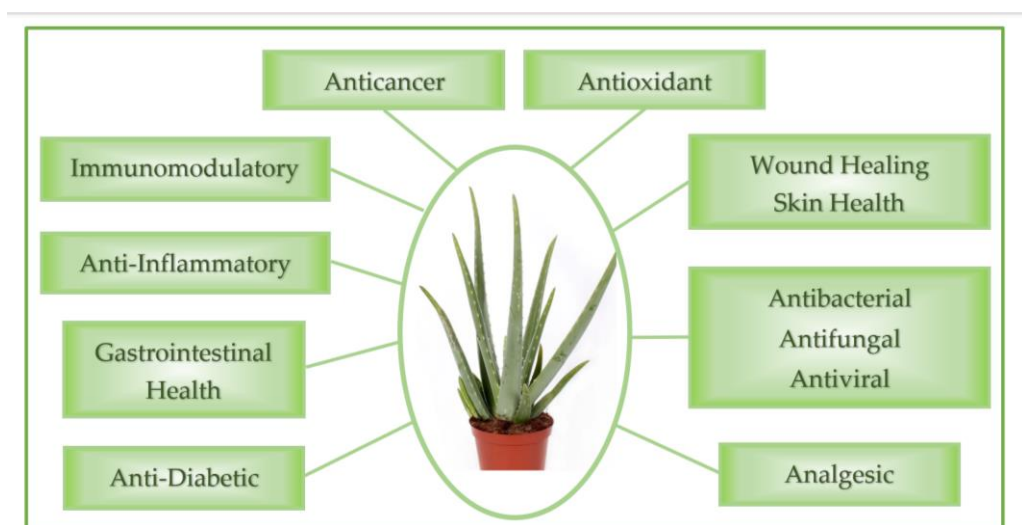 Anticancer
Antioxidant
Immunomodulatory
Wound Healing
Skin Health
Anti-Inflammatory
Antibacterial
Antifungal
Antiviral
Gastrointestinal
Health
Anti-Diabetic
Analgesic